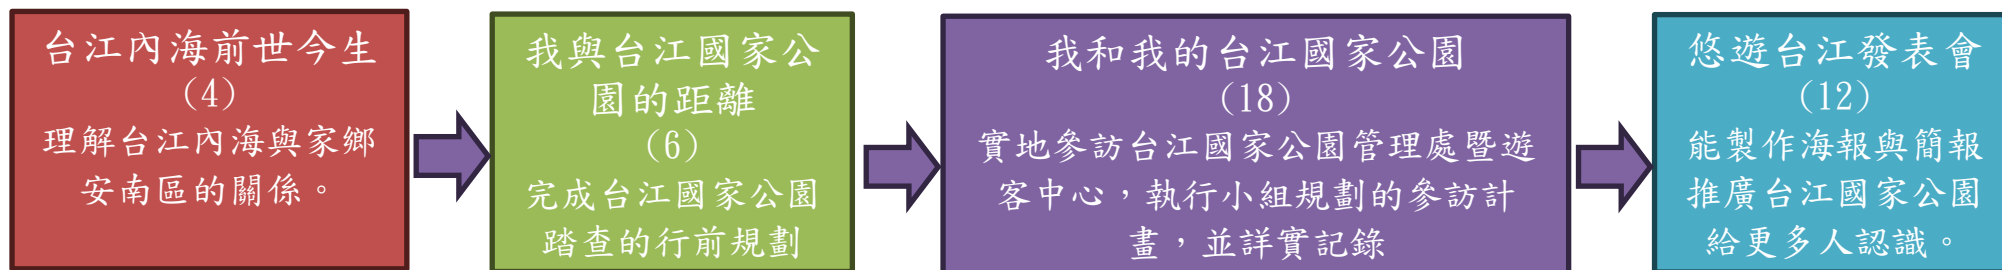 台江內海前世今生
(4)
理解台江內海與家鄉
安南區的關係。
我與台江國家公
園的距離
(6)
完成台江國家公園
踏查的行前規劃
我和我的台江國家公園
(18)
實地參訪台江國家公園管理處暨遊
客中心，執行小組規劃的參訪計
畫，並詳實記錄
悠遊台江發表會
(12)
能製作海報與簡報
推廣台江國家公園
給更多人認識。